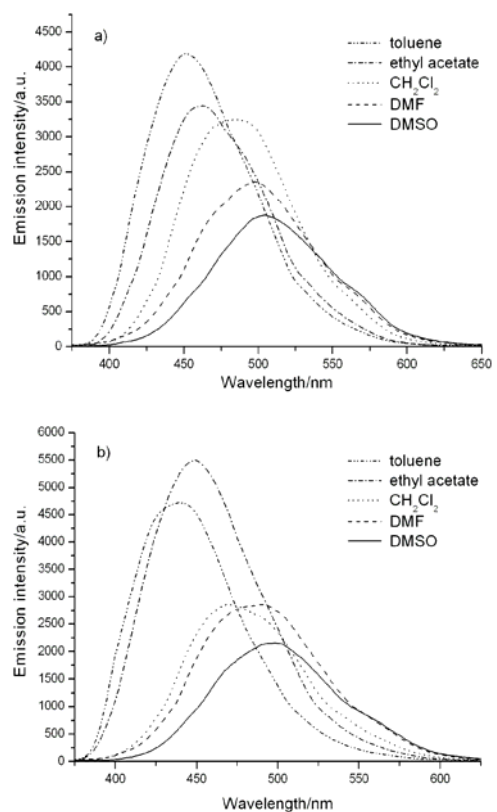 a)
toluene
ethyl acetate
CH₂Cl₂
DMF
DMSO
Emission intensity/a.u.
4500
4000
3500
3000
2500
2000
1500
1000
500
0
400 450 500 550 600 650
Wavelength/nm
b)
toluene
ethyl acetate
CH₂Cl₂
DMF
DMSO
Emission intensity/a.u.
6000
5500
5000
4500
4000
3500
3000
2500
2000
1500
1000
500
0
400 450 500 550 600
Wavelength/nm